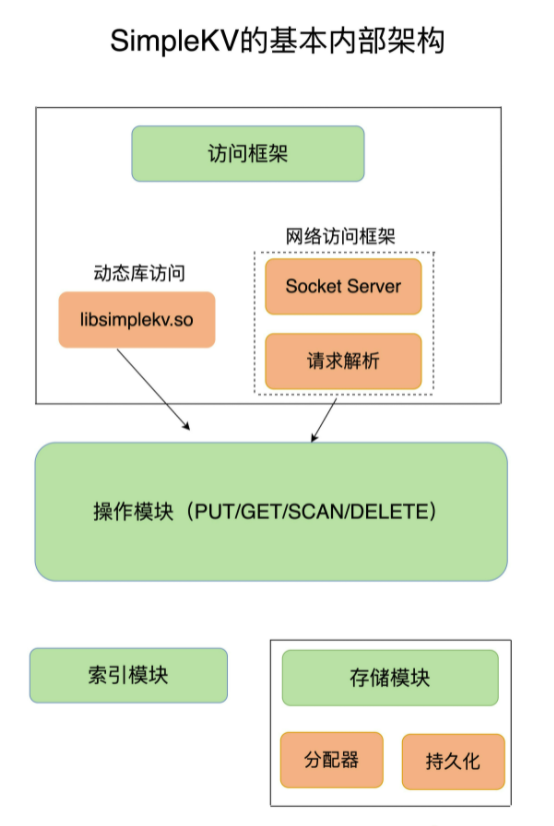 SimpleKV的基本内部架构
访问框架
网络访问框架
动态库访问
Socket Server
libsimplekv.so
请求解析
操作模块（PUT/GET/SCAN/DELETE）
索引模块
存储模块
分配器
持久化